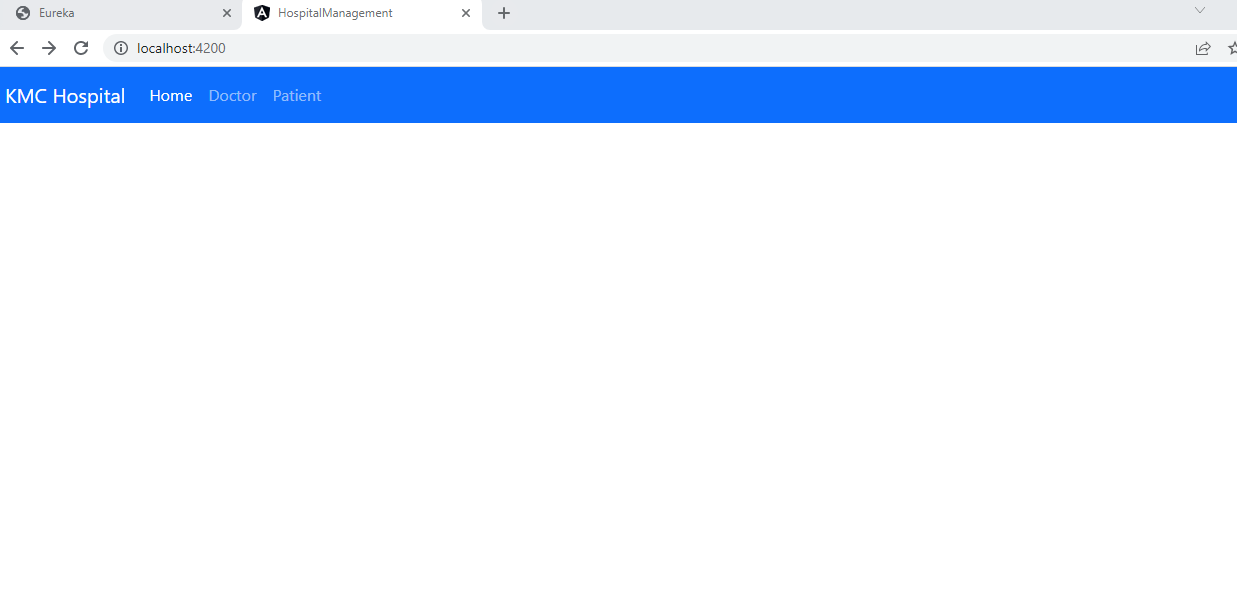 Eureka HospitalManagement
localhost:4200
KMC Hospital Home Doctor Patient